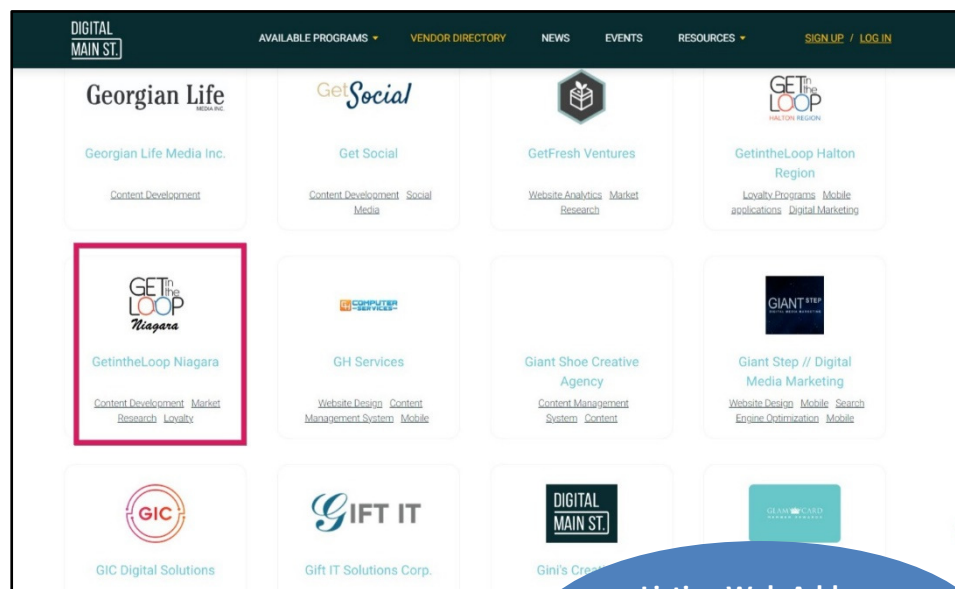 DIGITAL
MAIN ST.
AVAILABLE PROGRAMS VENDOR DIRECTORY NEWS EVENTS RESOURCES SIGN UP / LOG IN
Georgian Life
MEDIA INC.
GetSocial
GET in the LOOP
HALTON REGION
Georgian Life Media Inc.
Get Social
GetFresh Ventures
GetintheLoop Halton
Region
Content Development
Content Development Social
Media
Website Analytics Market
Research
Loyalty Programs Mobile
applications Digital Marketing
GET in the LOOP
Niagara
GH COMPUTER
-SERVICES-
GIANT STEP
DIGITAL MEDIA MARKETING
GetintheLoop Niagara
GH Services
Giant Shoe Creative
Agency
Giant Step // Digital
Media Marketing
Content Development Market
Research Loyalty
Website Design Content
Management System Mobile
Content Management
System Content
Website Design Mobile Search
Engine Optimization Mobile
GIC
GIFT IT
DIGITAL
MAIN ST.
GLAM CARD
GIC Digital Solutions
Gift IT Solutions Corp.
Gini's